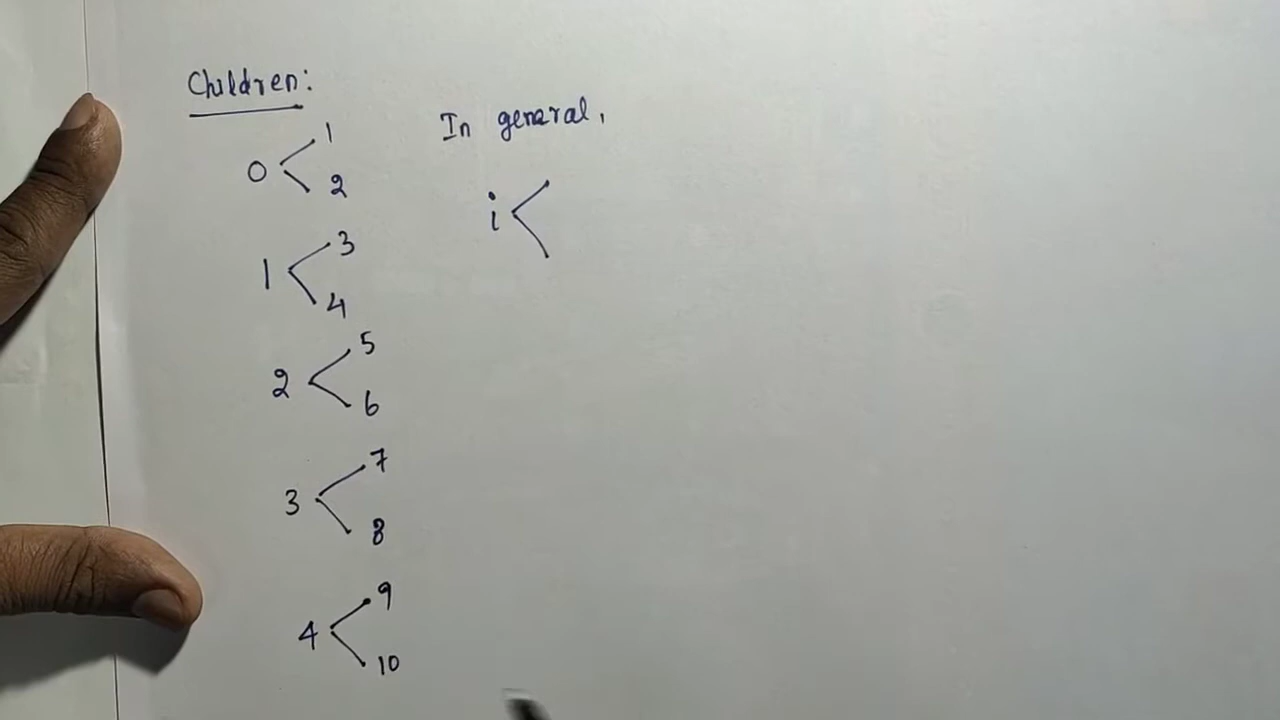 Children:
In general,
0 < 1
2
i <
1 < 3
4
2 < 5
6
3 < 7
8
4 < 9
10